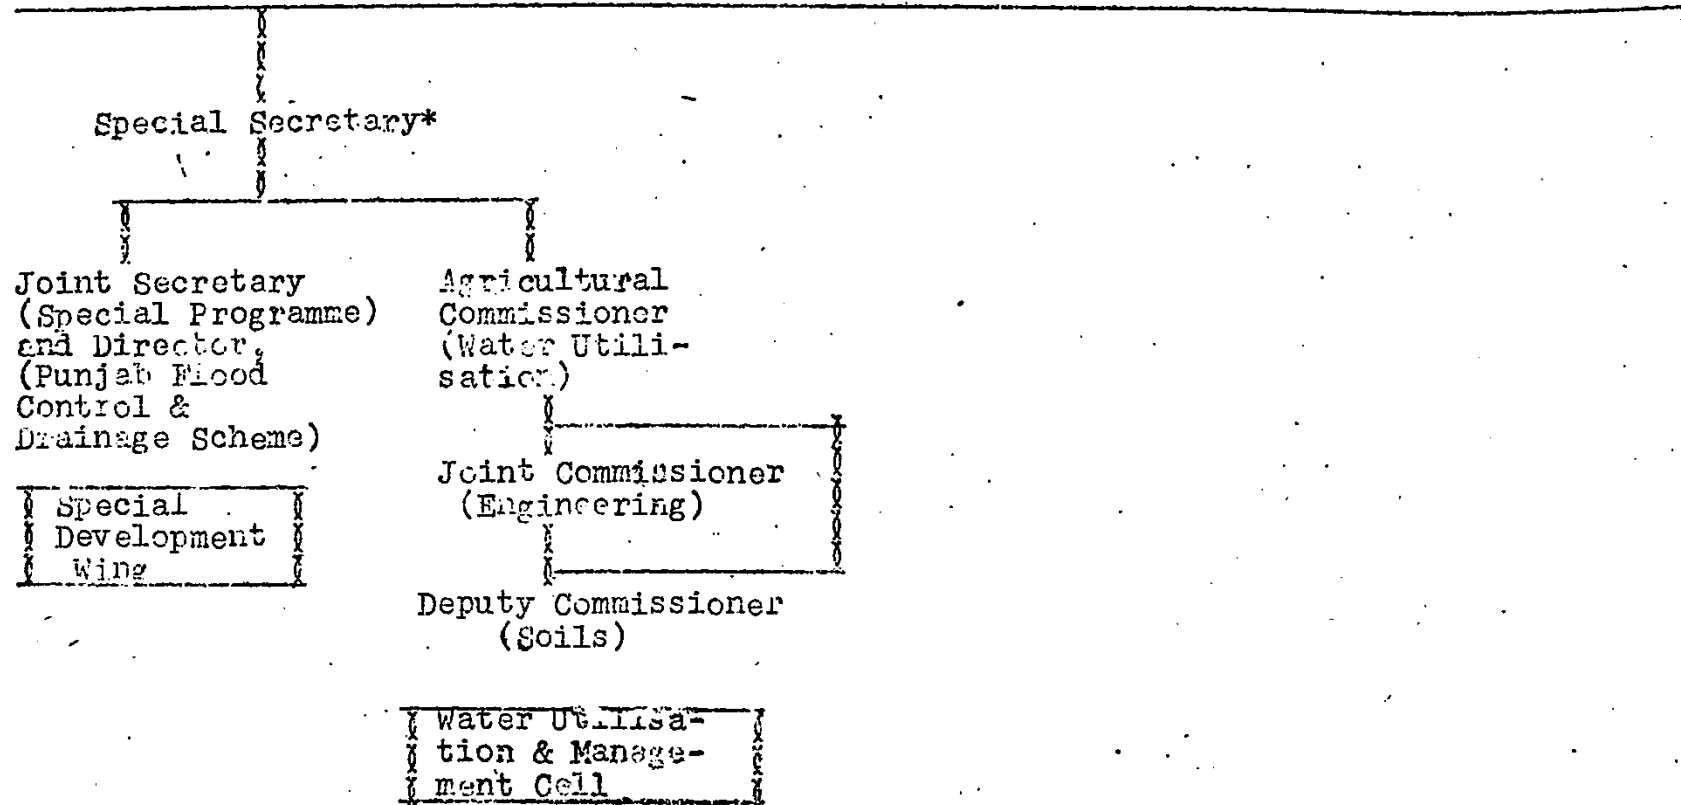 Special Secretary*
Joint Secretary
(Special Programme)
and Director,
(Punjab Flood
Control &
Drainage Scheme)
Agricultural
Commissioner
(Water Utili-
sation)
Joint Commissioner
(Engineering)
Special
Development
Wing
Deputy Commissioner
(Soils)
Water Utilisa-
tion & Manage-
ment Cell